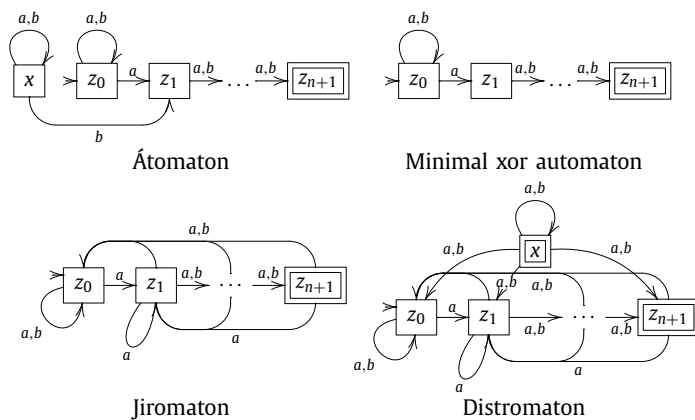 a,b a,b
x z0 a z1 a,b ... a,b zn+1
b
Átomaton
a,b
z0 a z1 a,b ... a,b zn+1
Minimal xor automaton
a,b
z0 a z1 a,b ... a,b zn+1
a,b a a
Jiromaton
a,b
x
a,b a,b
a,b
z0 a z1 a,b ... a,b zn+1
a,b a a
Distromaton